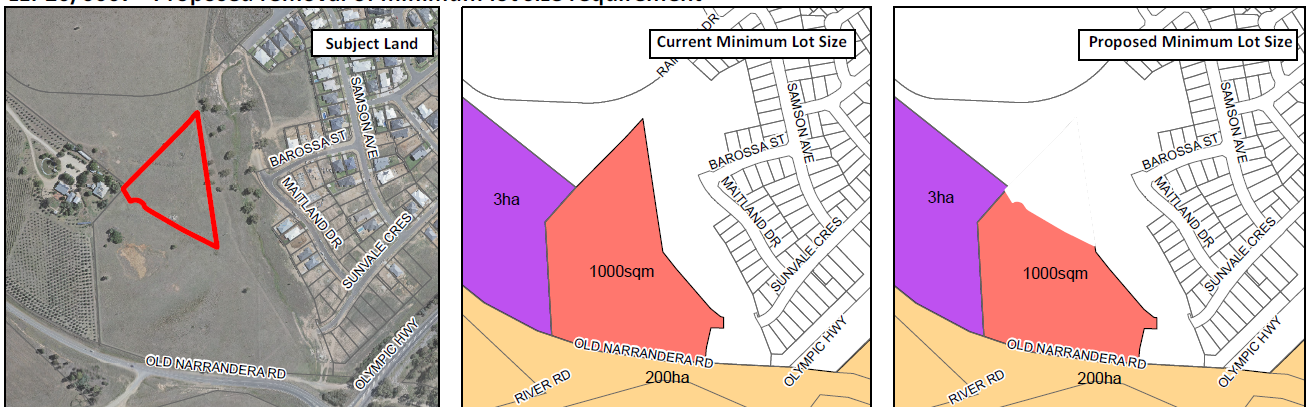 Proposed removal of minimum lot size requirement
Subject Land
SAMSON AVE
BAROSSA ST
MAITLAND DR
SUNVALE CRES
OLD NARRANDERA RD
OLYMPIC HWY
Current Minimum Lot Size
DR
SAMSON AVE
BAROSSA ST
3ha
MAITLAND DR
SUNVALE CRES
1000sqm
OLD NARRANDERA RD
OLYMPIC HWY
200ha
RIVER RD
Proposed Minimum Lot Size
SAMSON AVE
BAROSSA ST
3ha
MAITLAND DR
SUNVALE CRES
1000sqm
OLD NARRANDERA RD
OLYMPIC HWY
200ha
RIVER RD